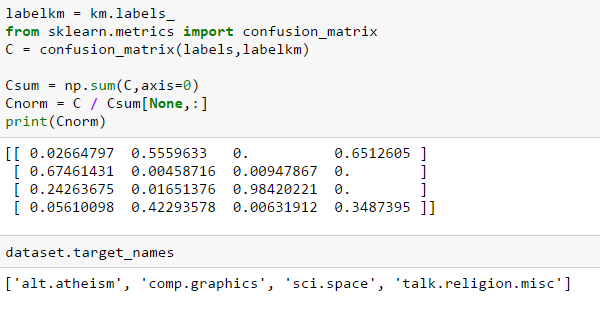 labelkm = km.labels_
from sklearn.metrics import confusion_matrix
C = confusion_matrix(labels,labelkm)
Csum = np.sum(C,axis=0)
Cnorm = C / Csum[None,:]
print(Cnorm)
[[ 0.02664797  0.5559633   0.          0.6512605 ]
 [ 0.67461431  0.00458716  0.00947867  0.        ]
 [ 0.24263675  0.01651376  0.98420221  0.        ]
 [ 0.05610098  0.42293578  0.00631912  0.3487395 ]]
dataset.target_names
['alt.atheism', 'comp.graphics', 'sci.space', 'talk.religion.misc']